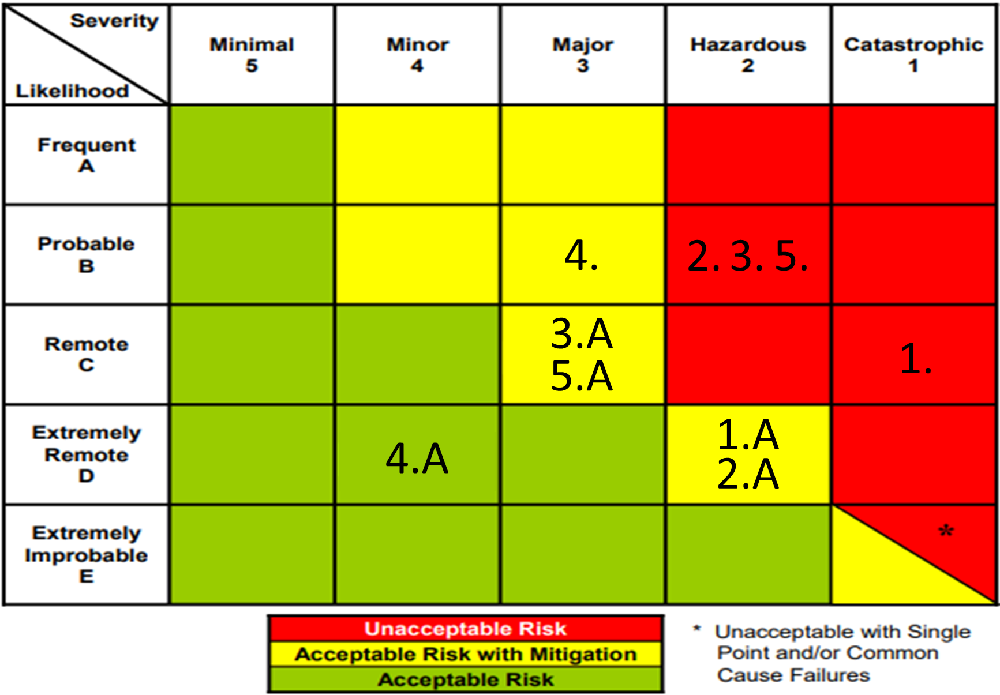 Severity
Likelihood
Minimal
5
Minor
4
Major
3
Hazardous
2
Catastrophic
1
Frequent
A
Probable
B
4.
2. 3. 5.
Remote
C
3.A
5.A
1.
Extremely
Remote
D
4.A
1.A
2.A
Extremely
Improbable
E
*
Unacceptable Risk
Acceptable Risk with Mitigation
Acceptable Risk
* Unacceptable with Single
Point and/or Common
Cause Failures